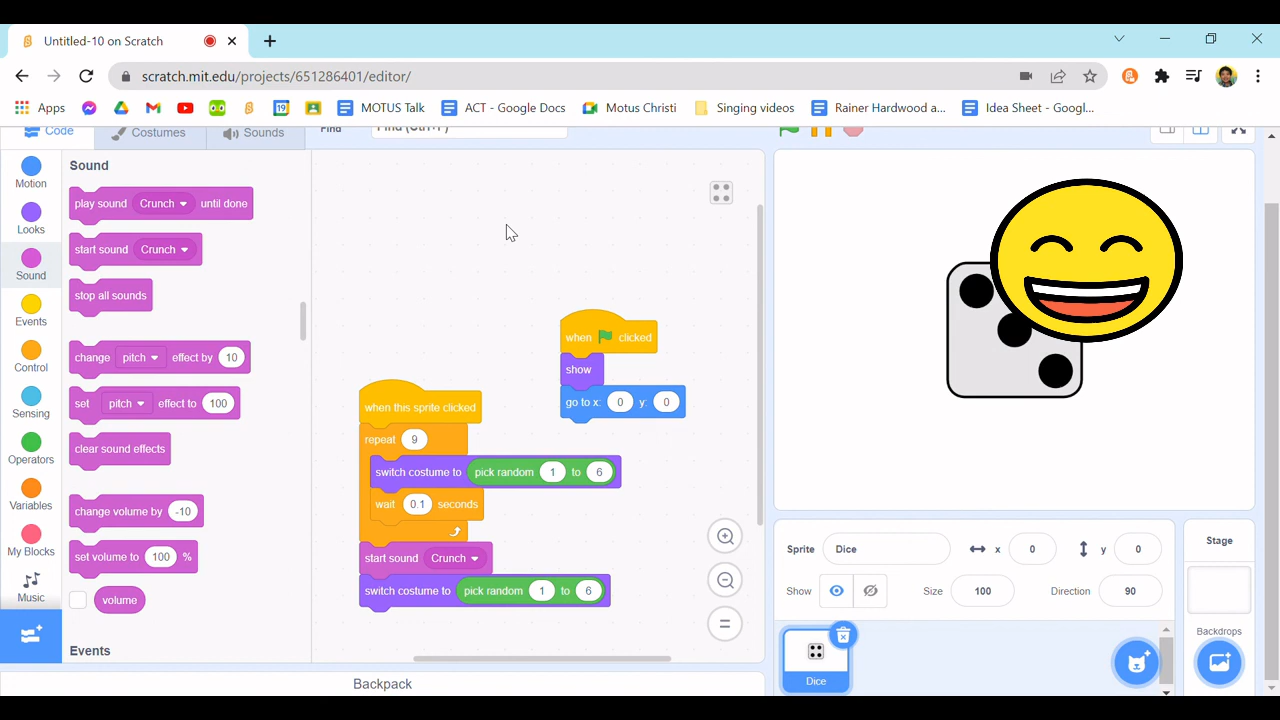 Untitled-10 on Scratch
scratch.mit.edu/projects/651286401/editor/
Apps
19
MOTUS Talk
ACT - Google Docs
Motus Christi
Singing videos
Rainer Hardwood a...
Idea Sheet - Googl...
Code
Costumes
Sounds
Find
Find (Ctrl+F)
Motion
Looks
Sound
Events
Control
Sensing
Operators
Variables
My Blocks
Music
Sound
play sound Crunch until done
start sound Crunch
stop all sounds
change pitch effect by 10
set pitch effect to 100
clear sound effects
change volume by -10
set volume to 100 %
volume
Events
when clicked
show
go to x: 0 y: 0
when this sprite clicked
repeat 9
switch costume to pick random 1 to 6
wait 0.1 seconds
start sound Crunch
switch costume to pick random 1 to 6
Backpack
Sprite Dice x 0 y 0
Show Size 100 Direction 90
Dice
Stage
Backdrops